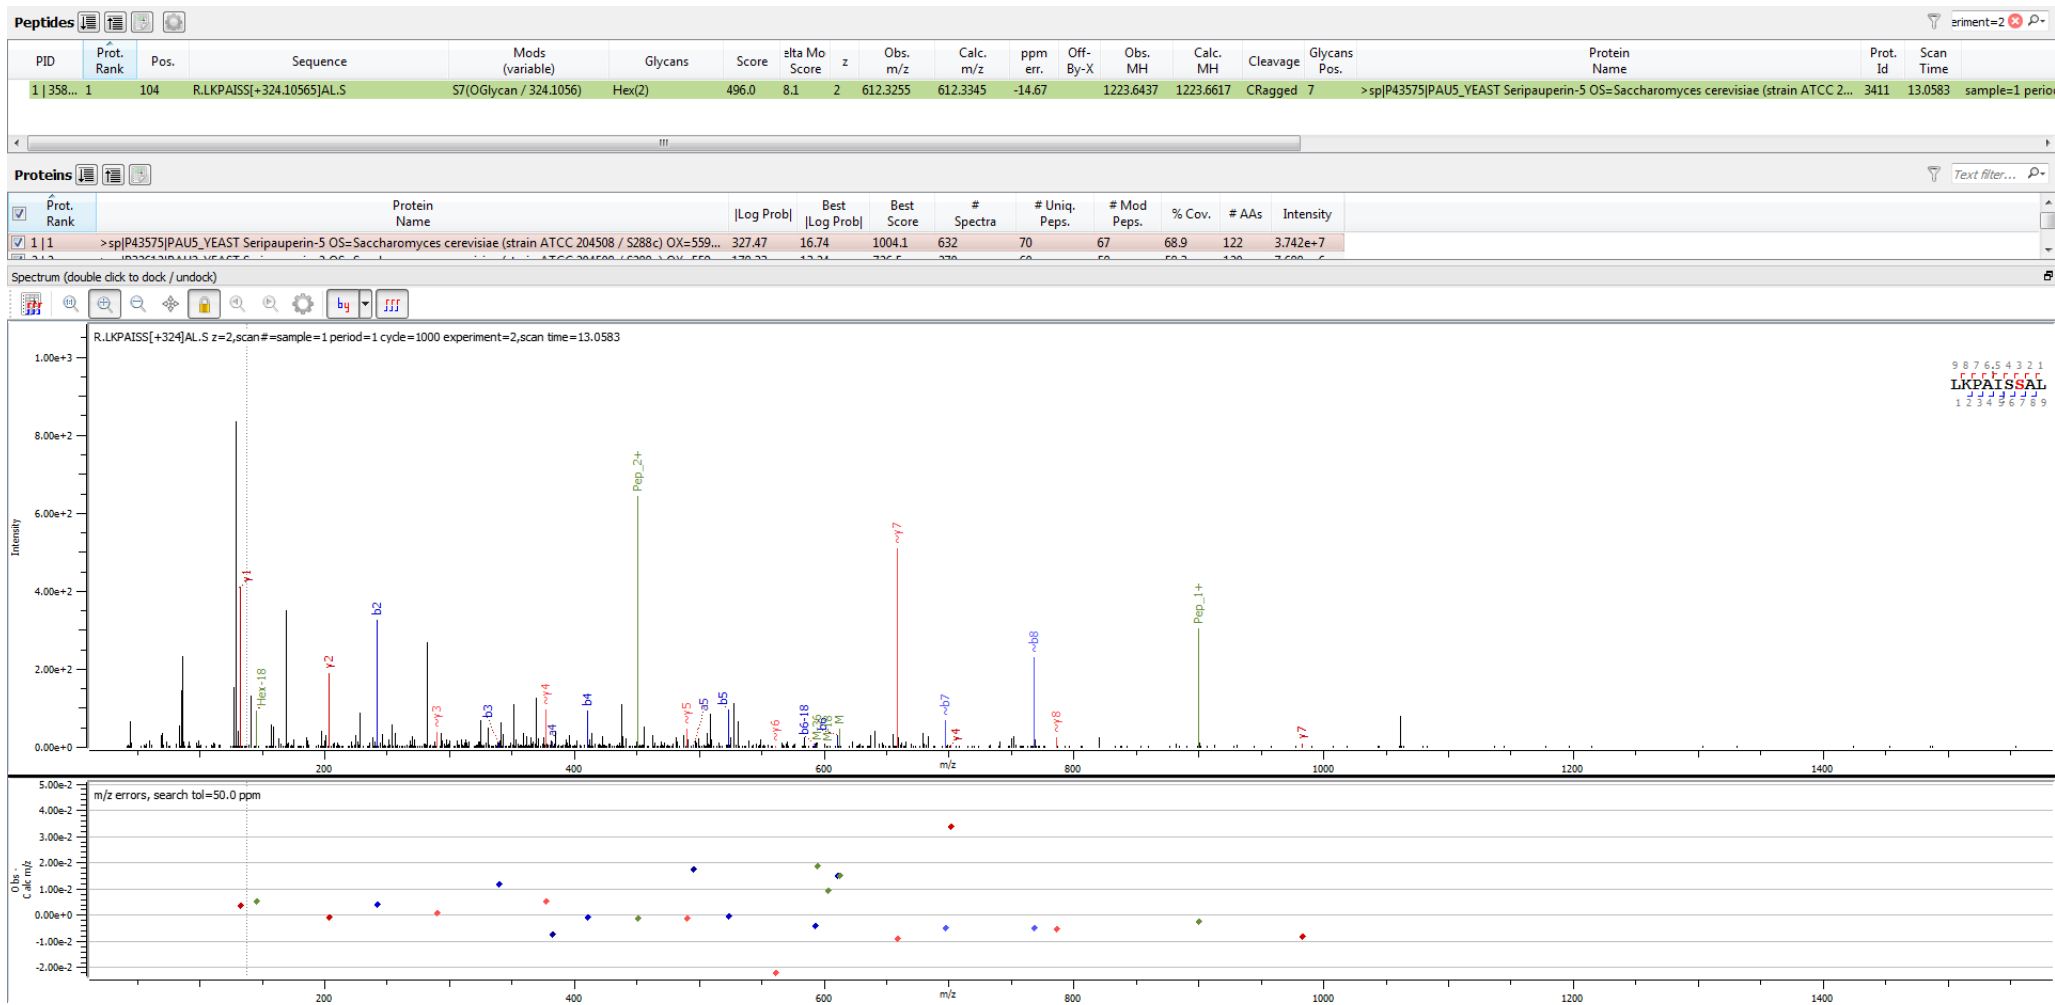 Peptides
eriment=2
PID Prot. Rank Pos. Sequence Mods (variable) Glycans Score elta Mo Score z Obs. m/z Calc. m/z ppm err. Off-By-X Obs. MH Calc. MH Cleavage Glycans Pos. Protein Name Prot. Id Scan Time
1 | 358... 1 104 R.LKPAISS[+324.10565]AL.S S7(OGlycan / 324.1056) Hex(2) 496.0 8.1 2 612.3255 612.3345 -14.67 1223.6437 1223.6617 CRagged 7 >sp|P43575|PAU5_YEAST Seripauperin-5 OS=Saccharomyces cerevisiae (strain ATCC 2... 3411 13.0583 sample=1 period
Proteins
Text filter...
Prot. Rank Protein Name |Log Prob| Best |Log Prob| Best Score # Spectra # Uniq. Peps. # Mod Peps. % Cov. # AAs Intensity
1 | 1 >sp|P43575|PAU5_YEAST Seripauperin-5 OS=Saccharomyces cerevisiae (strain ATCC 204508 / S288c) OX=559... 327.47 16.74 1004.1 632 70 67 68.9 122 3.742e+7
Spectrum (double click to dock / undock)
by
R.LKPAISS[+324]AL.S z=2,scan#=sample=1 period=1 cycle=1000 experiment=2,scan time=13.0583
9 8 7 6 5 4 3 2 1
LKPAISSAL
1 2 3 4 5 6 7 8 9
1.00e+3
8.00e+2
6.00e+2
4.00e+2
2.00e+2
0.00e+0
Intensity
y1
Hex-18
y2
b2
~y3
b3
~y4
a4
b4
Pep_2+
~y5
a5
b5
~y6
b6-18
M-36
b6
M-18
M
~y7
~b7
y4
~b8
~y8
Pep_1+
y7
200 400 600 800 1000 1200 1400
m/z
m/z errors, search tol=50.0 ppm
5.00e-2
4.00e-2
3.00e-2
2.00e-2
1.00e-2
0.00e+0
-1.00e-2
-2.00e-2
Obs - Calc m/z
200 400 600 800 1000 1200 1400
m/z